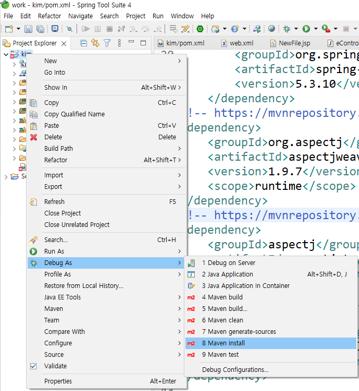 work - kim/pom.xml - Spring Tool Suite 4
File Edit Refactor Navigate Search Project Run Window Help
Project Explorer
kim/pom.xml web.xml NewFile.jsp eControl
kim
New
Go Into
Show In Alt+Shift+W
Copy Ctrl+C
Copy Qualified Name
Paste Ctrl+V
Delete Delete
Build Path
Refactor Alt+Shift+T
Import
Export
Refresh F5
Close Project
Close Unrelated Project
Search... Ctrl+H
Run As
Debug As
Profile As
Restore from Local History...
Java EE Tools
Maven
Team
Compare With
Configure
Source
Validate
Properties Alt+Enter
<groupId>org.spring
<artifactId>spring-
<version>5.3.10</
</dependency>
!-- https://mvnrepository.
dependency>
<groupId>org.aspectj</
<artifactId>aspectjweav
<version>1.9.7</version
<scope>runtime</scope>
</dependency>
!-- https://mvnrepository.
dependency>
<groupId>aspectj</group
1 Debug on Server
2 Java Application Alt+Shift+D, J
3 Java Application in Container
4 Maven build
5 Maven build...
6 Maven clean
7 Maven generate-sources
8 Maven install
9 Maven test
Debug Configurations...